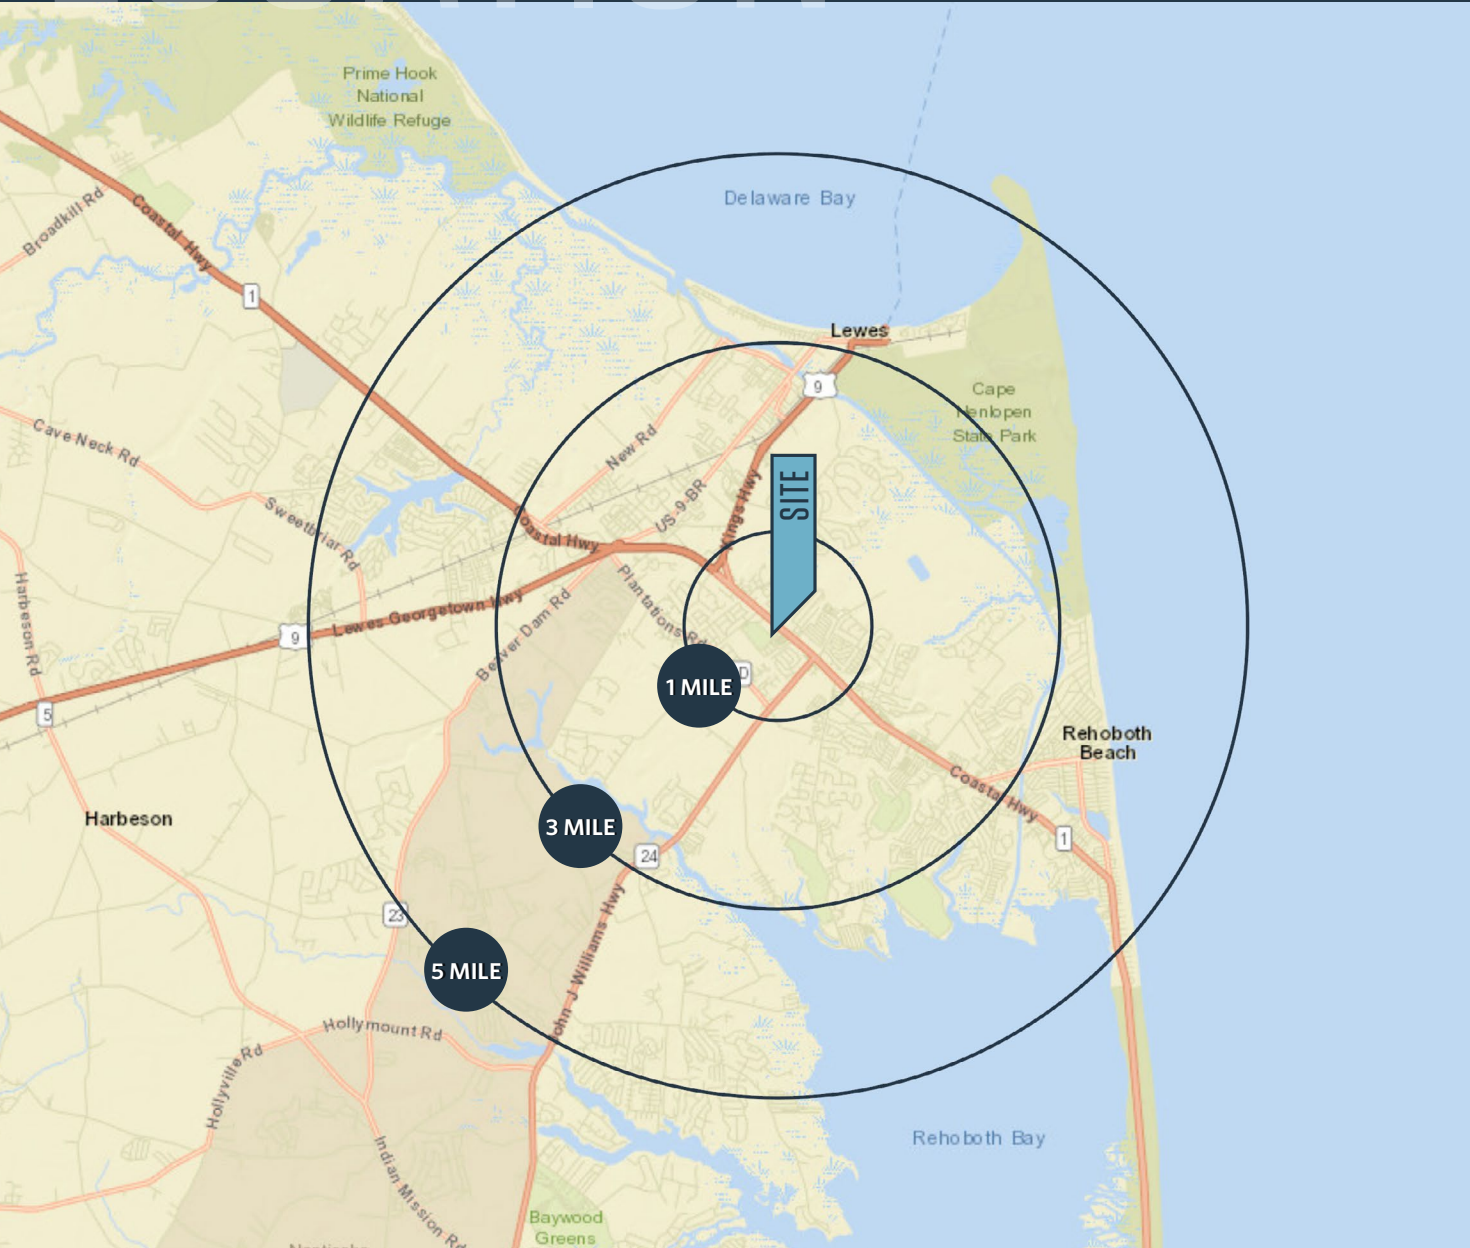 Prime Hook
National
Wildlife Refuge
Delaware Bay
Broadkill Rd
Coastal Hwy
1
Lewes
9
Cape
Henlopen
State Park
Cave Neck Rd
New Rd
US-9-BR
Kings Hwy
SITE
Sweetbriar Rd
Coastal Hwy
Plantations Rd
Harbeson Rd
Lewes Georgetown Hwy
9
Beaver Dam Rd
1 MILE
D
5
Rehoboth
Beach
Coastal Hwy
Harbeson
3 MILE
1
24
23
5 MILE
John J Williams Hwy
Hollymount Rd
Hollyville Rd
Rehoboth Bay
Indian Mission Rd
Baywood
Greens